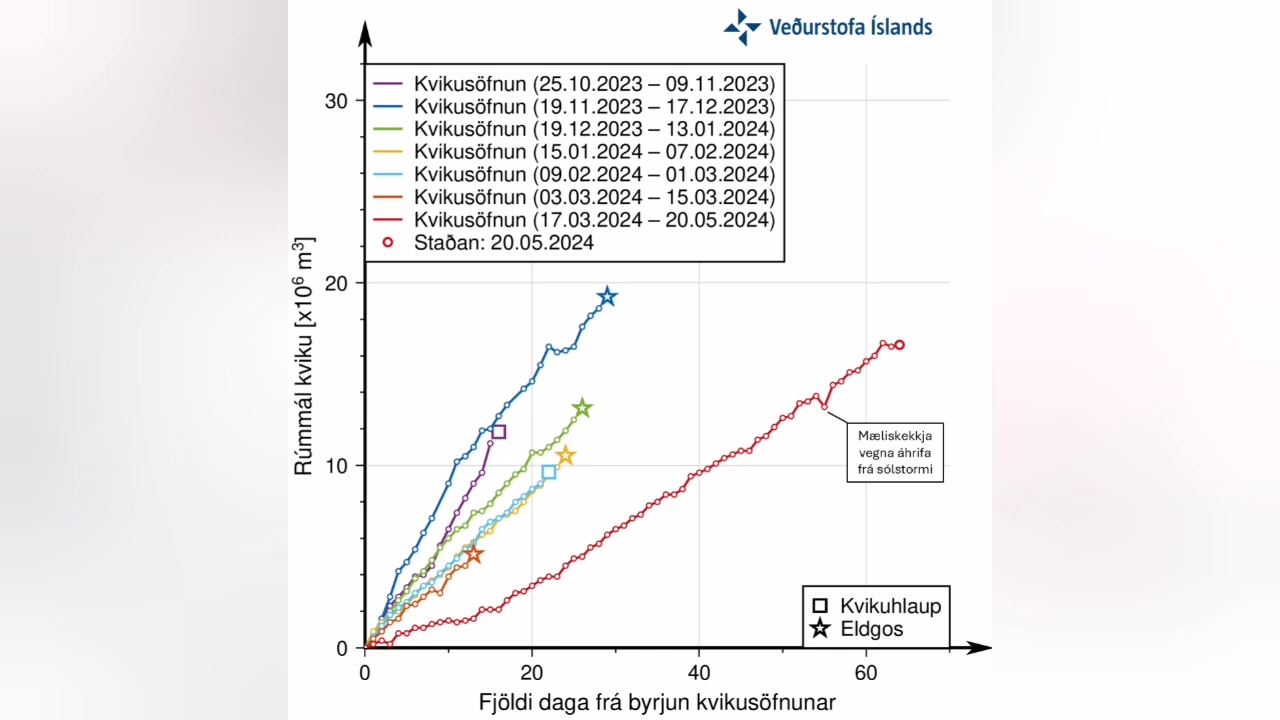 Veðurstofa Íslands
Kvikusöfnun (25.10.2023 – 09.11.2023)
Kvikusöfnun (19.11.2023 – 17.12.2023)
Kvikusöfnun (19.12.2023 – 13.01.2024)
Kvikusöfnun (15.01.2024 – 07.02.2024)
Kvikusöfnun (09.02.2024 – 01.03.2024)
Kvikusöfnun (03.03.2024 – 15.03.2024)
Kvikusöfnun (17.03.2024 – 20.05.2024)
Staðan: 20.05.2024
30
20
10
0
Rúmmál kviku [x10⁶ m³]
Mæliskekkja
vegna áhrifa
frá sólstormi
Kvikuhlaup
Eldgos
0 20 40 60
Fjöldi daga frá byrjun kvikusöfnunar